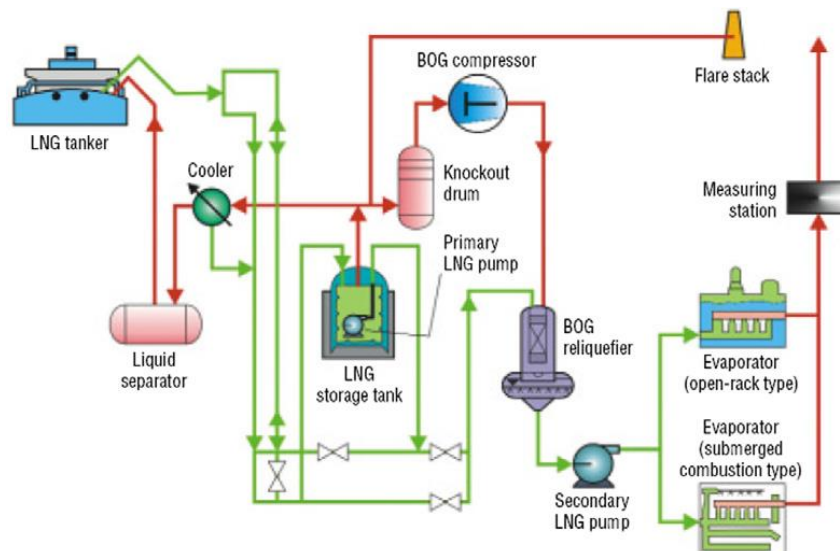 BOG compressor
Flare stack
LNG tanker
Cooler
Knockout
drum
Measuring
station
Primary
LNG pump
Liquid
separator
LNG
storage tank
BOG
reliquefier
Evaporator
(open-rack type)
Evaporator
(submerged
combustion type)
Secondary
LNG pump